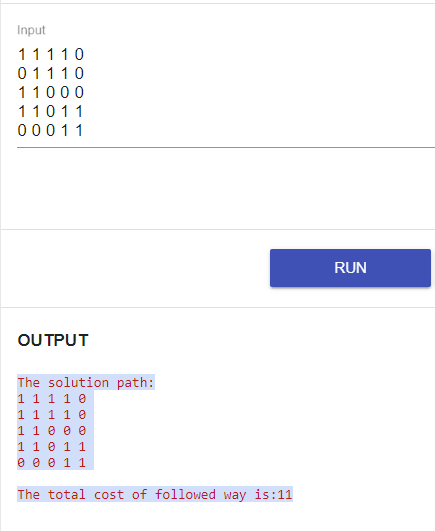 Input
1 1 1 1 0
0 1 1 1 0
1 1 0 0 0
1 1 0 1 1
0 0 0 1 1
RUN
OUTPUT
The solution path:
1 1 1 1 0
1 1 1 1 0
1 1 0 0 0
1 1 0 1 1
0 0 0 1 1
The total cost of followed way is:11